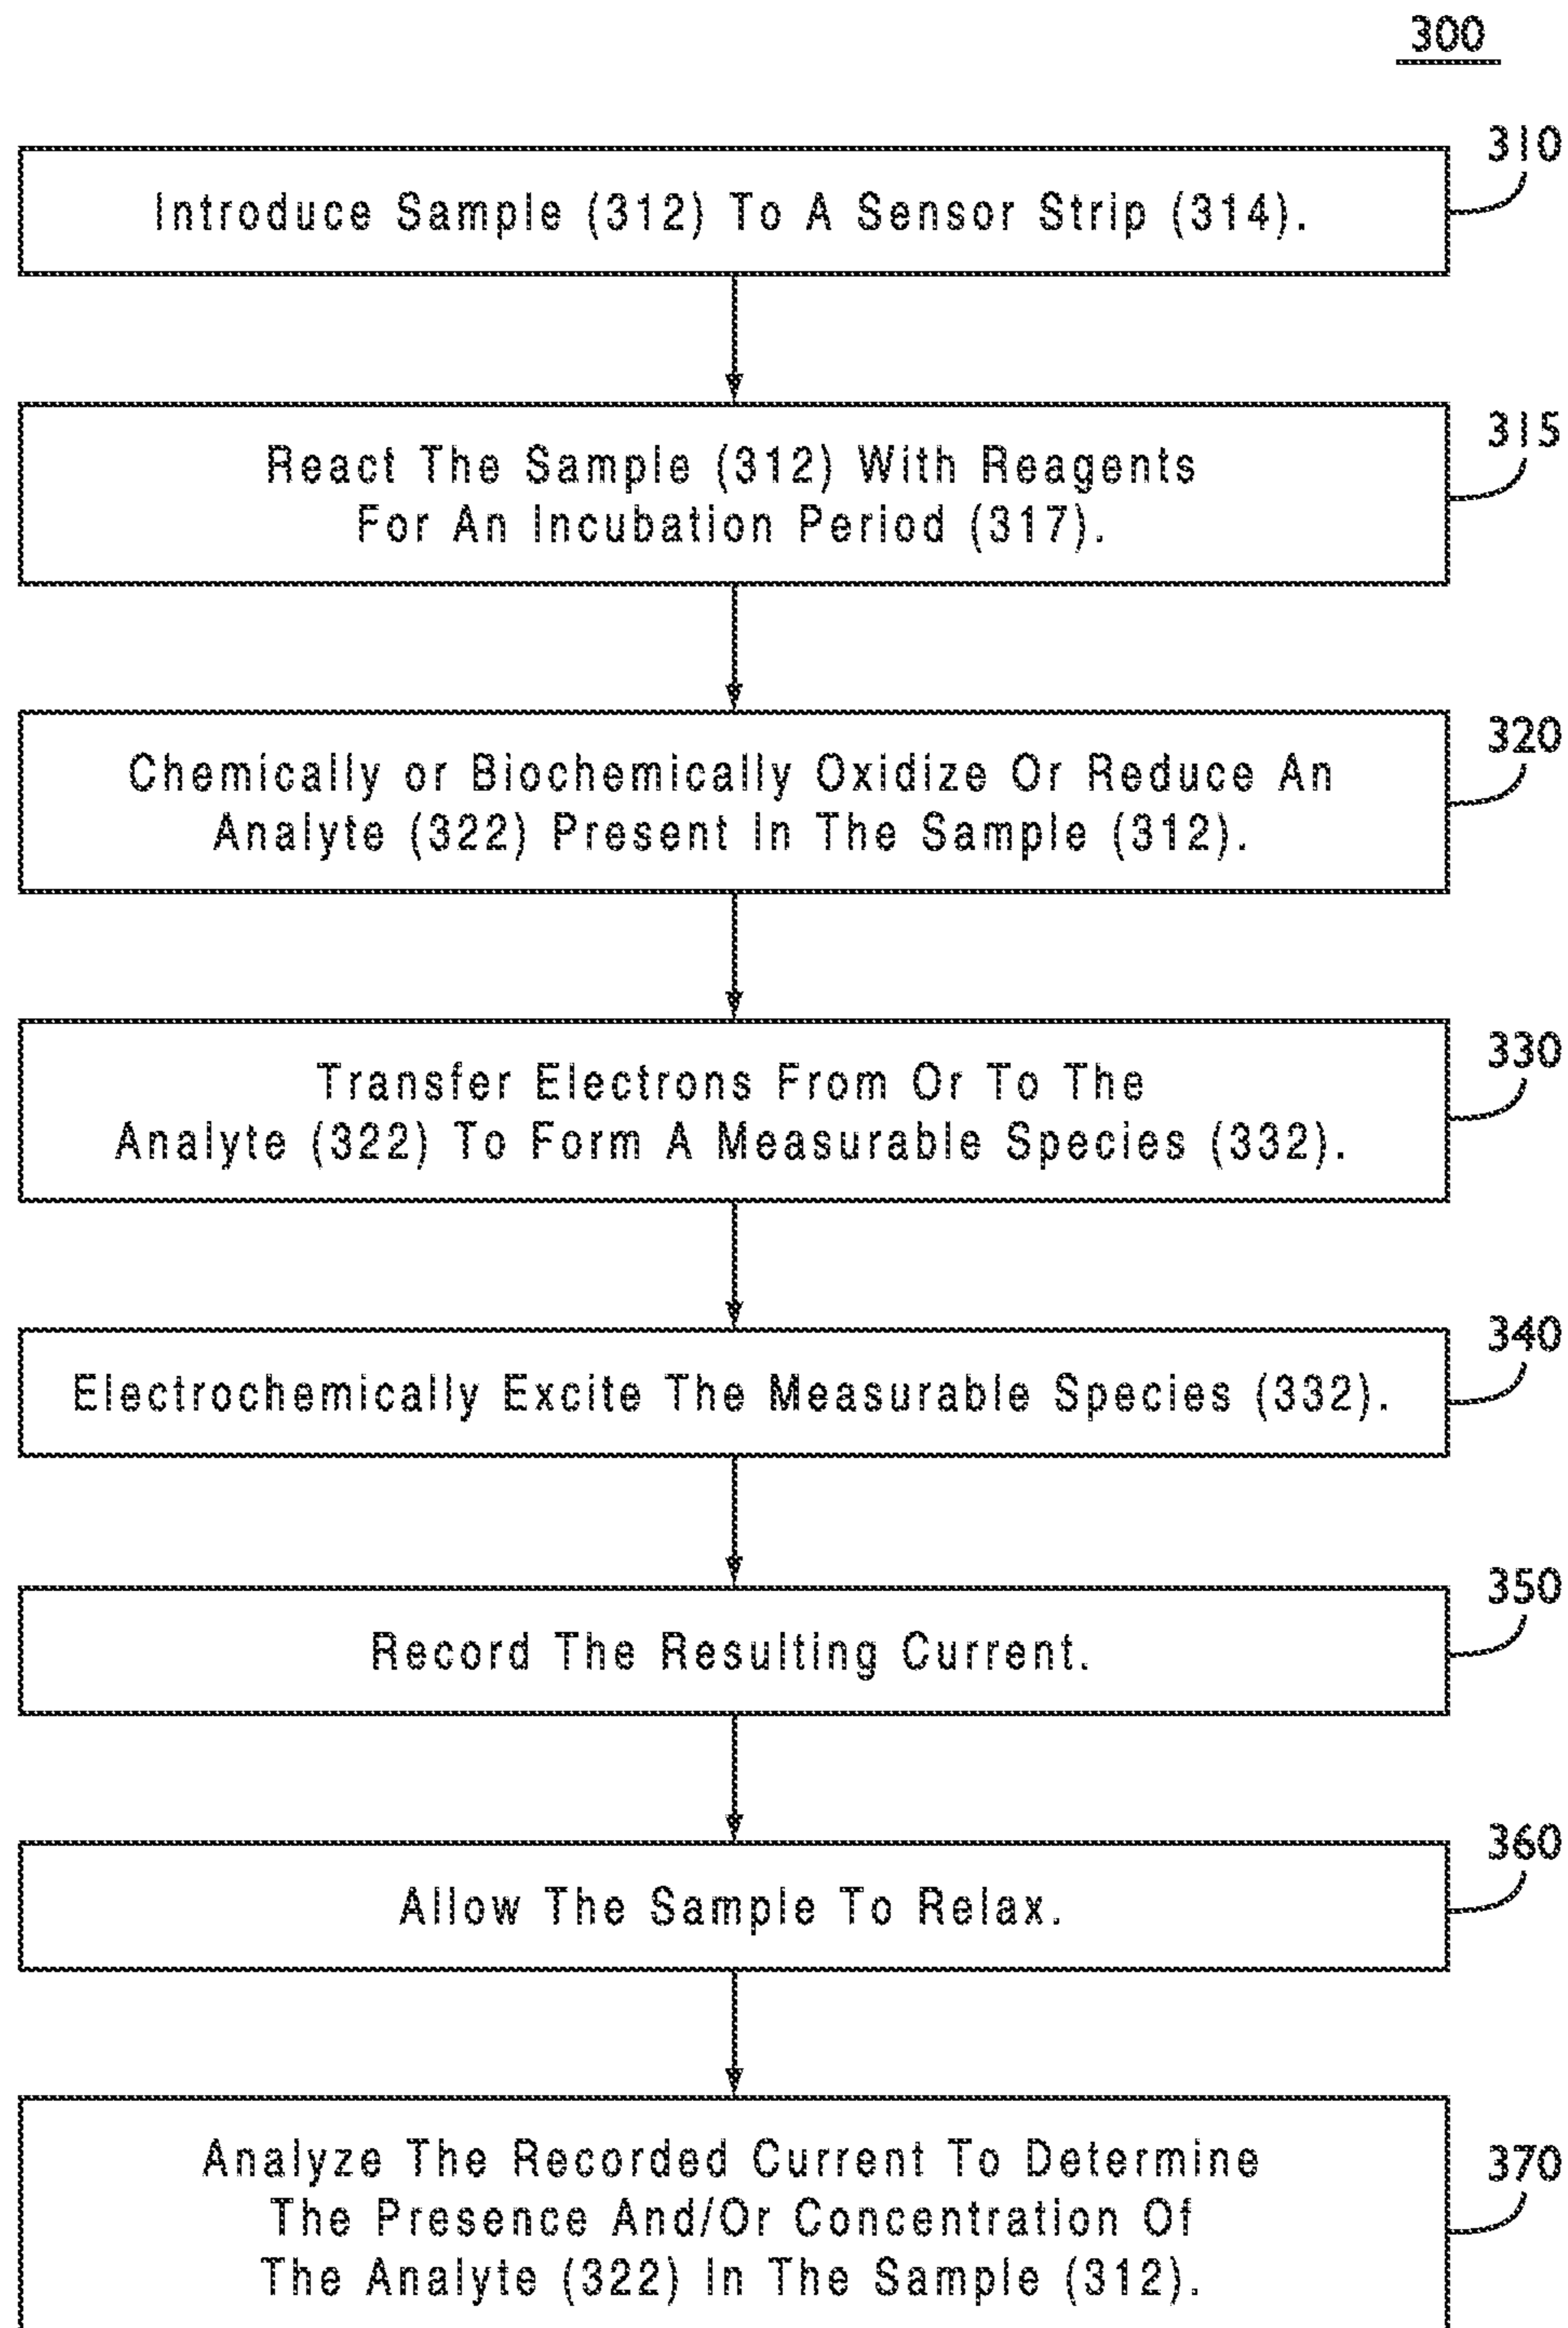 300
310
Introduce Sample (312) To A Sensor Strip (314).
315
React The Sample (312) With Reagents
For An Incubation Period (317).
320
Chemically or Biochemically Oxidize Or Reduce An
Analyte (322) Present In The Sample (312).
330
Transfer Electrons From Or To The
Analyte (322) To Form A Measurable Species (332).
340
Electrochemically Excite The Measurable Species (332).
350
Record The Resulting Current.
360
Allow The Sample To Relax.
370
Analyze The Recorded Current To Determine
The Presence And/Or Concentration Of
The Analyte (322) In The Sample (312).